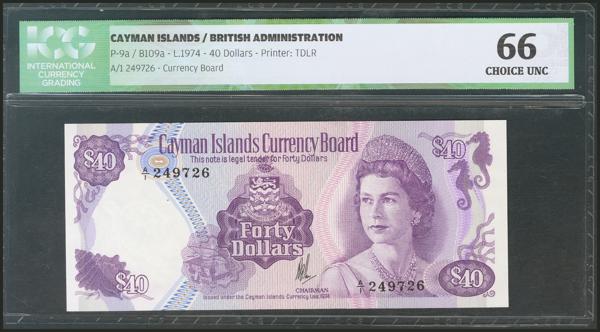 ICG
INTERNATIONAL
CURRENCY
GRADING
CAYMAN ISLANDS / BRITISH ADMINISTRATION
P-9a / B109a - L.1974 - 40 Dollars - Printer: TDLR
A/1 249726 - Currency Board
66
CHOICE UNC
Cayman Islands Currency Board
This note is legal tender for Forty Dollars
$40
$40
A/1 249726
Forty
Dollars
CHAIRMAN
A/1 249726
$40
$40
Issued under the Cayman Islands Currency Law, 1974